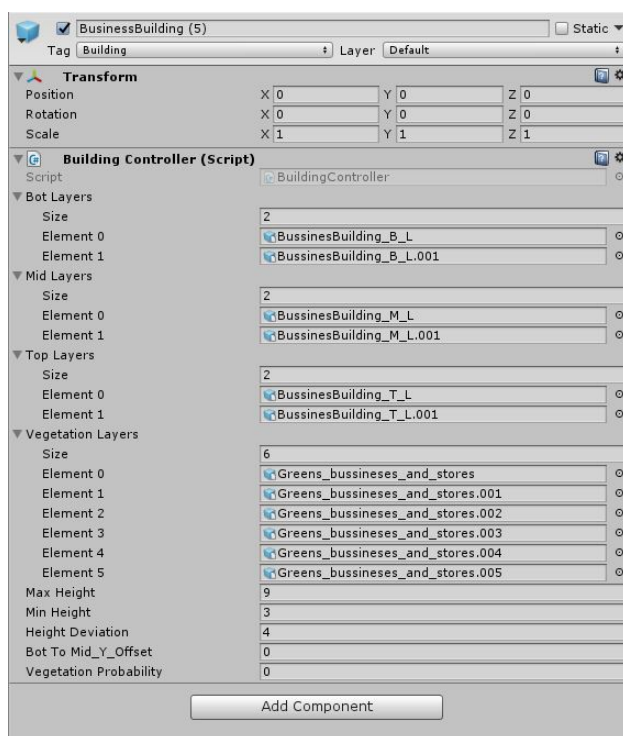 BusinessBuilding (5) Static
Tag Building Layer Default
Transform
Position X 0 Y 0 Z 0
Rotation X 0 Y 0 Z 0
Scale X 1 Y 1 Z 1
Building Controller (Script)
Script BuildingController
Bot Layers
Size 2
Element 0 BussinesBuilding_B_L
Element 1 BussinesBuilding_B_L.001
Mid Layers
Size 2
Element 0 BussinesBuilding_M_L
Element 1 BussinesBuilding_M_L.001
Top Layers
Size 2
Element 0 BussinesBuilding_T_L
Element 1 BussinesBuilding_T_L.001
Vegetation Layers
Size 6
Element 0 Greens_bussineses_and_stores
Element 1 Greens_bussineses_and_stores.001
Element 2 Greens_bussineses_and_stores.002
Element 3 Greens_bussineses_and_stores.003
Element 4 Greens_bussineses_and_stores.004
Element 5 Greens_bussineses_and_stores.005
Max Height 9
Min Height 3
Height Deviation 4
Bot To Mid_Y_Offset 0
Vegetation Probability 0
Add Component